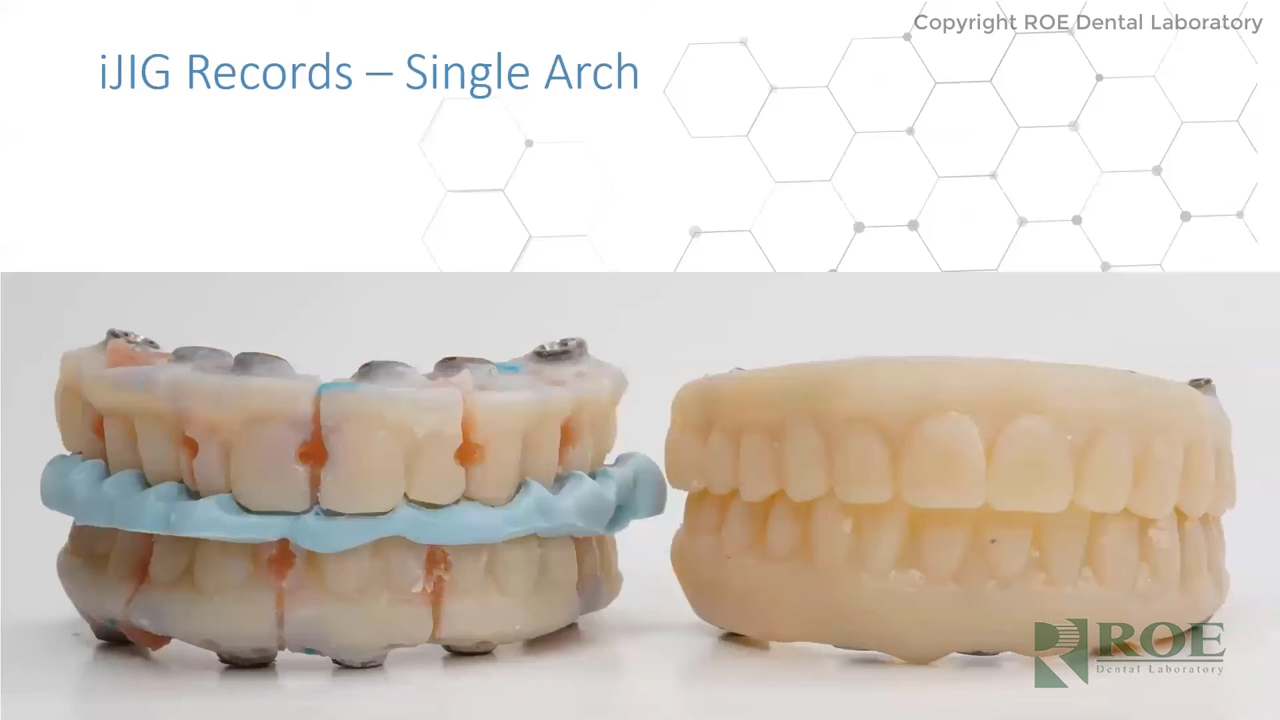 Copyright ROE Dental Laboratory
iJIG Records – Single Arch
ROE
Dental Laboratory